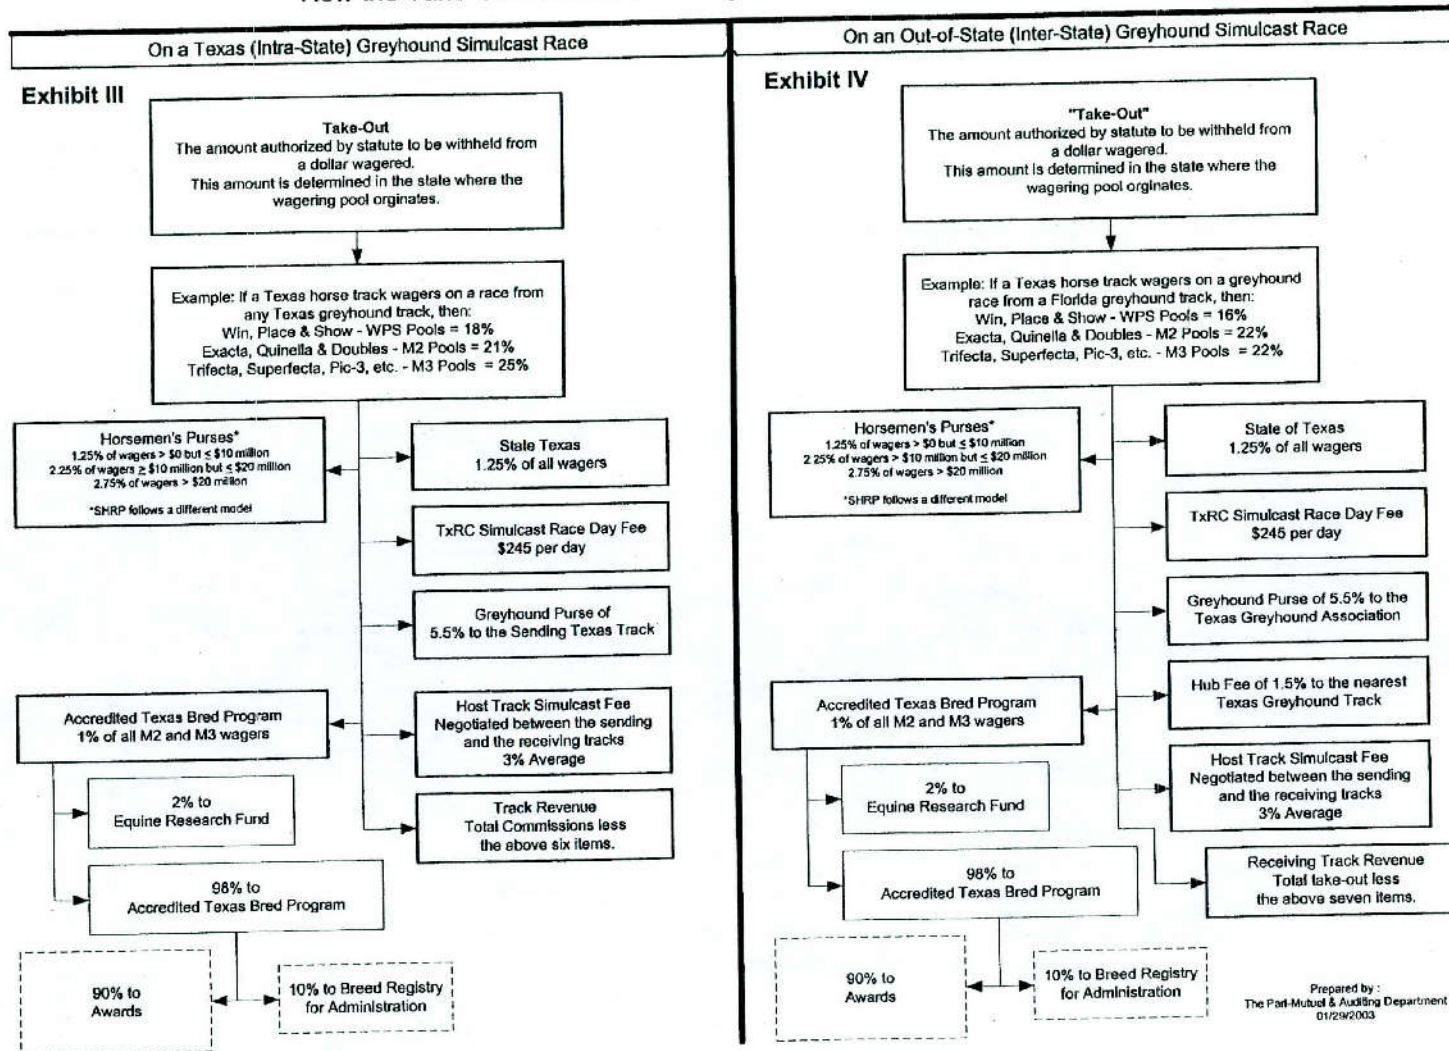 On a Texas (Intra-State) Greyhound Simulcast Race
Exhibit III
Take-Out
The amount authorized by statute to be withheld from
a dollar wagered.
This amount is determined in the state where the
wagering pool orginates.
Example: If a Texas horse track wagers on a race from
any Texas greyhound track, then:
Win, Place & Show - WPS Pools = 18%
Exacta, Quinella & Doubles - M2 Pools = 21%
Trifecta, Superfecta, Pic-3, etc. - M3 Pools = 25%
Horsemen's Purses*
1.25% of wagers > $0 but ≤ $10 million
2.25% of wagers ≥ $10 million but ≤ $20 million
2.75% of wagers > $20 million
*SHRP follows a different model
State Texas
1.25% of all wagers
TxRC Simulcast Race Day Fee
$245 per day
Greyhound Purse of
5.5% to the Sending Texas Track
Accredited Texas Bred Program
1% of all M2 and M3 wagers
Host Track Simulcast Fee
Negotiated between the sending
and the receiving tracks
3% Average
2% to
Equine Research Fund
Track Revenue
Total Commissions less
the above six items.
98% to
Accredited Texas Bred Program
90% to
Awards
10% to Breed Registry
for Administration
On an Out-of-State (Inter-State) Greyhound Simulcast Race
Exhibit IV
"Take-Out"
The amount authorized by statute to be withheld from
a dollar wagered.
This amount is determined in the state where the
wagering pool orginates.
Example: If a Texas horse track wagers on a greyhound
race from a Florida greyhound track, then:
Win, Place & Show - WPS Pools = 16%
Exacta, Quinella & Doubles - M2 Pools = 22%
Trifecta, Superfecta, Pic-3, etc. - M3 Pools = 22%
Horsemen's Purses*
1.25% of wagers > $0 but ≤ $10 million
2.25% of wagers > $10 million but ≤ $20 million
2.75% of wagers > $20 million
*SHRP follows a different model
State of Texas
1.25% of all wagers
TxRC Simulcast Race Day Fee
$245 per day
Greyhound Purse of 5.5% to the
Texas Greyhound Association
Accredited Texas Bred Program
1% of all M2 and M3 wagers
Hub Fee of 1.5% to the nearest
Texas Greyhound Track
Host Track Simulcast Fee
Negotiated between the sending
and the receiving tracks
3% Average
2% to
Equine Research Fund
98% to
Accredited Texas Bred Program
Receiving Track Revenue
Total take-out less
the above seven items.
90% to
Awards
10% to Breed Registry
for Administration
Prepared by :
The Pari-Mutuel & Auditing Department
01/29/2003